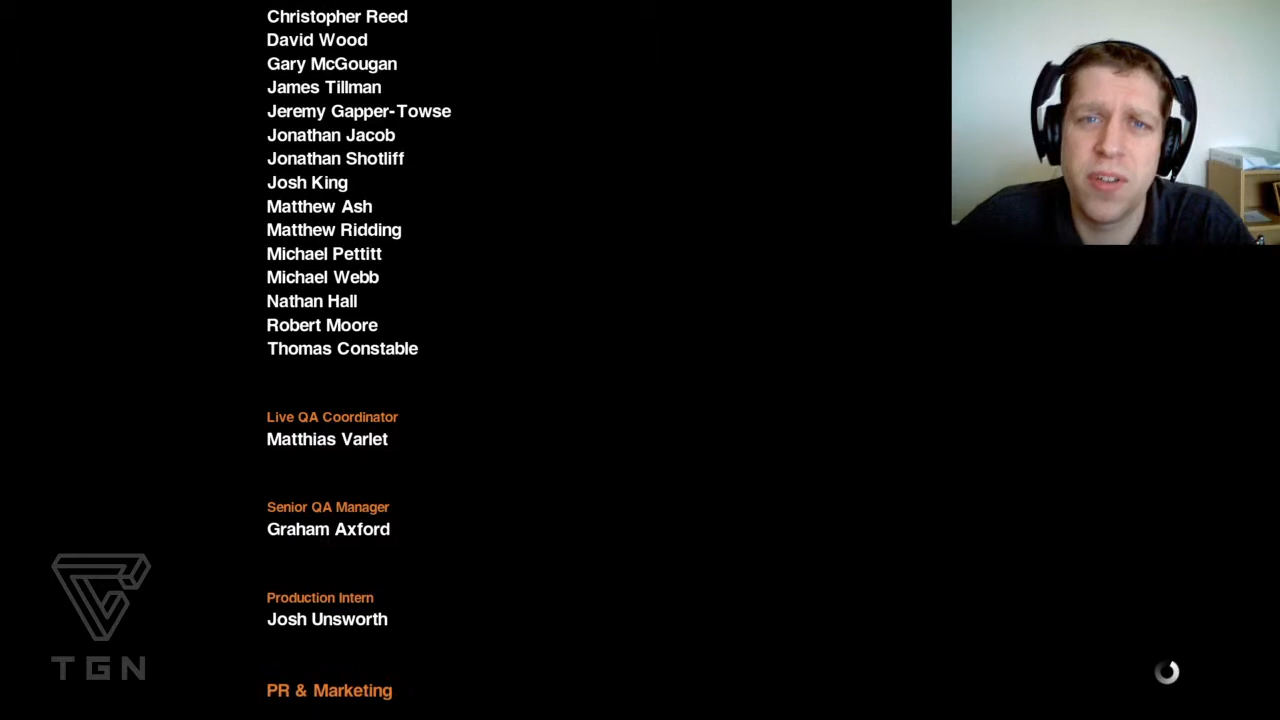 Christopher Reed
David Wood
Gary McGougan
James Tillman
Jeremy Gapper-Towse
Jonathan Jacob
Jonathan Shotliff
Josh King
Matthew Ash
Matthew Ridding
Michael Pettitt
Michael Webb
Nathan Hall
Robert Moore
Thomas Constable
Live QA Coordinator
Matthias Varlet
Senior QA Manager
Graham Axford
Production Intern
Josh Unsworth
PR & Marketing
TGN